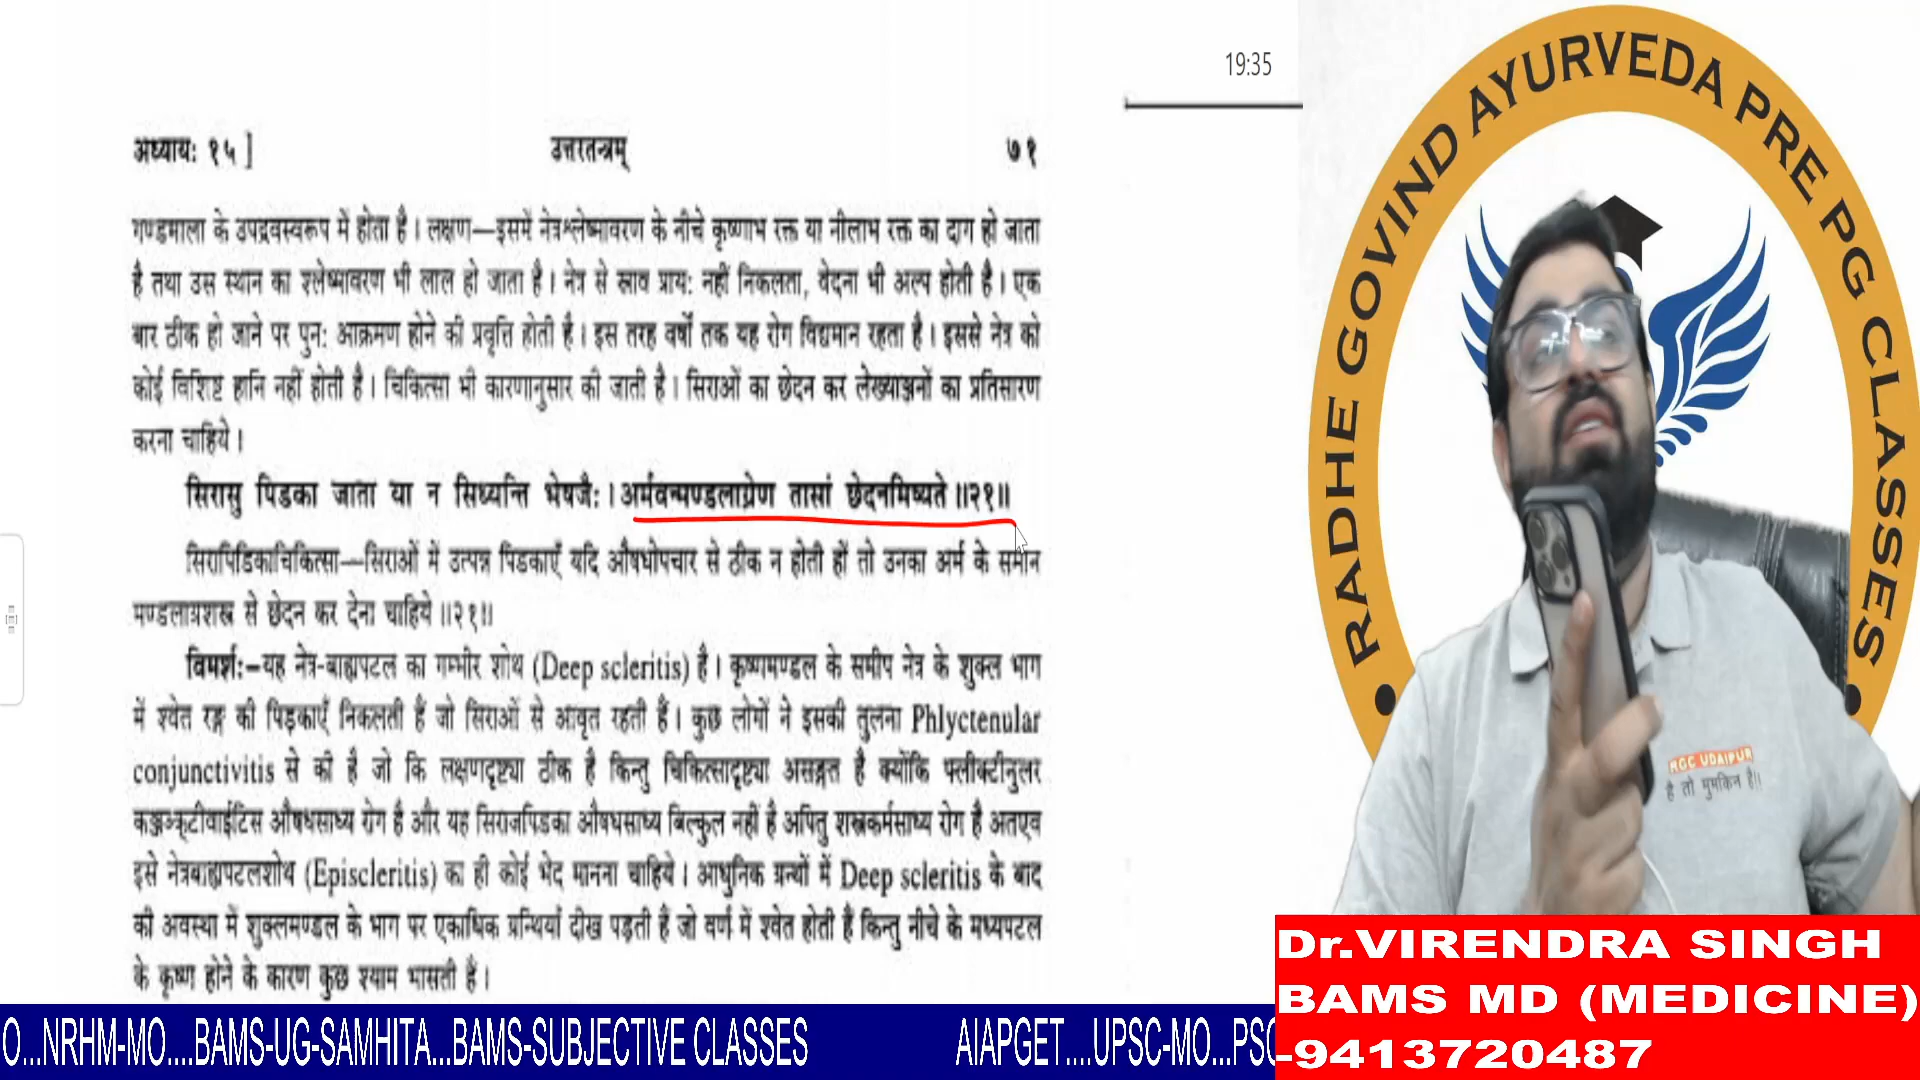 19:35
अध्यायः १५ ]
उत्तरतन्त्रम्
७१
गण्डमाला के उपद्रवस्वरूप में होता है । लक्षण—इसमें नेत्रश्लेष्मावरण के नीचे कृष्णाभ रक्त या नीलाभ रक्त का दाग हो जाता
है तथा उस स्थान का श्लेष्मावरण भी लाल हो जाता है । नेत्र से स्राव प्रायः नहीं निकलता, वेदना भी अल्प होती है । एक
बार ठीक हो जाने पर पुनः आक्रमण होने की प्रवृत्ति होती है । इस तरह वर्षों तक यह रोग विद्यमान रहता है । इससे नेत्र को
कोई विशिष्ट हानि नहीं होती है । चिकित्सा भी कारणानुसार की जाती है । सिराओं का छेदन कर लेख्याञ्जनों का प्रतिसारण
करना चाहिये ।
सिरासु पिडका जाता या न सिध्यन्ति भेषजैः । अर्मवन्मण्डलाग्रेण तासां छेदनमिष्यते ॥२१॥
सिरापिडिकाचिकित्सा—सिराओं में उत्पन्न पिडकाएँ यदि औषधोपचार से ठीक न होती हों तो उनका अर्म के समान
मण्डलाग्रशस्त्र से छेदन कर देना चाहिये ॥२१॥
विमर्शः—यह नेत्र-बाह्यपटल का गम्भीर शोथ (Deep scleritis) है । कृष्णमण्डल के समीप नेत्र के शुक्ल भाग
में श्वेत रङ्ग की पिड़काएँ निकलती हैं जो सिराओं से आवृत रहती हैं । कुछ लोगों ने इसकी तुलना Phlyctenular
conjunctivitis से की है जो कि लक्षणदृष्ट्या ठीक है किन्तु चिकित्सादृष्ट्या असङ्गत है क्योंकि फ्लीक्टीनुलर
कञ्जङ्क्टीवाईटिस औषधसाध्य रोग है और यह सिराजपिडका औषधसाध्य बिल्कुल नहीं है अपितु शस्त्रकर्मसाध्य रोग है अतएव
इसे नेत्रबाह्यपटलशोथ (Episcleritis) का ही कोई भेद मानना चाहिये । आधुनिक ग्रन्थों में Deep scleritis के बाद
की अवस्था में शुक्लमण्डल के भाग पर एकाधिक ग्रन्थियाँ दीख पड़ती हैं जो वर्ण में श्वेत होती हैं किन्तु नीचे के मध्यपटल
के कृष्ण होने के कारण कुछ श्याम भासती हैं ।
RADHE GOVIND AYURVEDA PRE PG CLASSES
RGC UDAIPUR
है तो मुमकिन है!!
Dr.VIRENDRA SINGH
BAMS MD (MEDICINE)
-9413720487
O...NRHM-MO....BAMS-UG-SAMHITA...BAMS-SUBJECTIVE CLASSES
AIAPGET....UPSC-MO...PSC